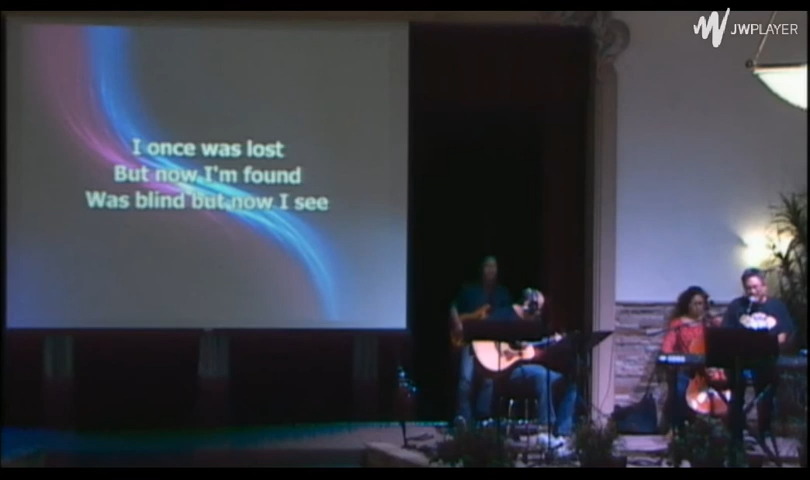 JWPLAYER
I once was lost
But now I'm found
Was blind but now I see